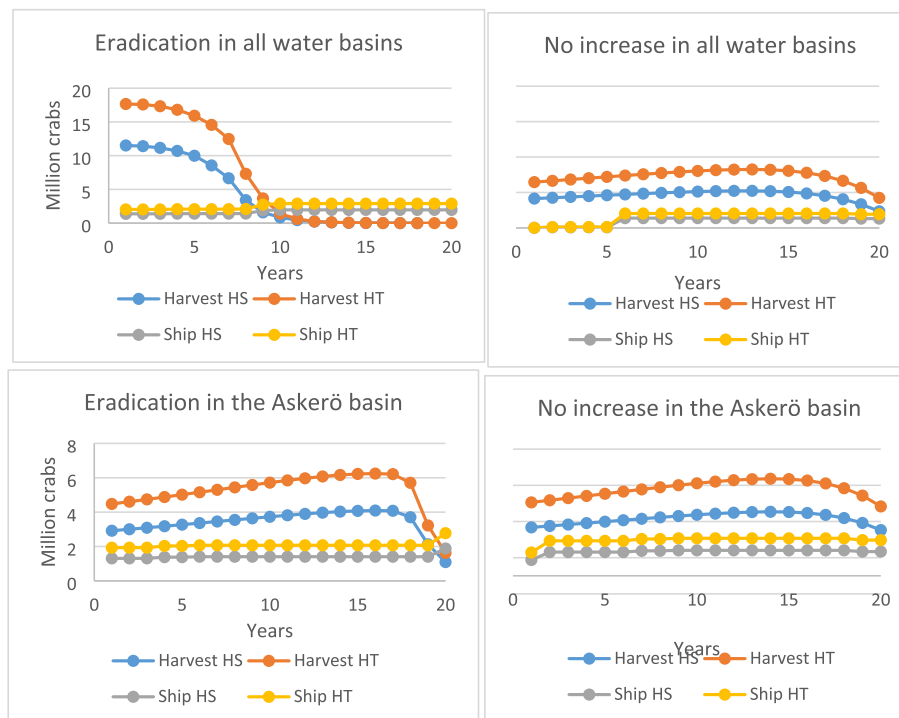 Eradication in all water basins
20
15
10
5
0
Million crabs
0 5 10 15 20
Years
Harvest HS Harvest HT
Ship HS Ship HT
No increase in all water basins
0 5 10 15 20
Years
Harvest HS Harvest HT
Ship HS Ship HT
Eradication in the Askerö basin
8
6
4
2
0
Million crabs
0 5 10 15 20
Years
Harvest HS Harvest HT
Ship HS Ship HT
No increase in the Askerö basin
0 5 10 15 20
Years
Harvest HS Harvest HT
Ship HS Ship HT